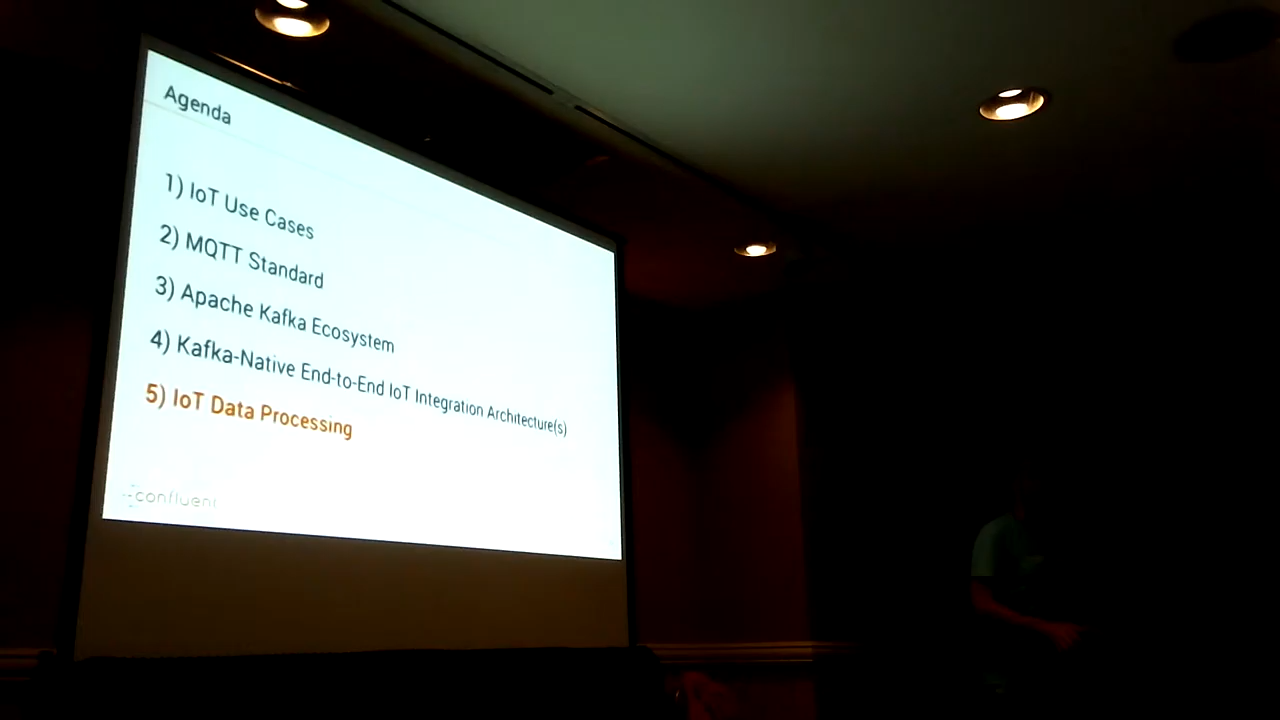 Agenda
1) IoT Use Cases
2) MQTT Standard
3) Apache Kafka Ecosystem
4) Kafka-Native End-to-End IoT Integration Architecture(s)
5) IoT Data Processing
confluent